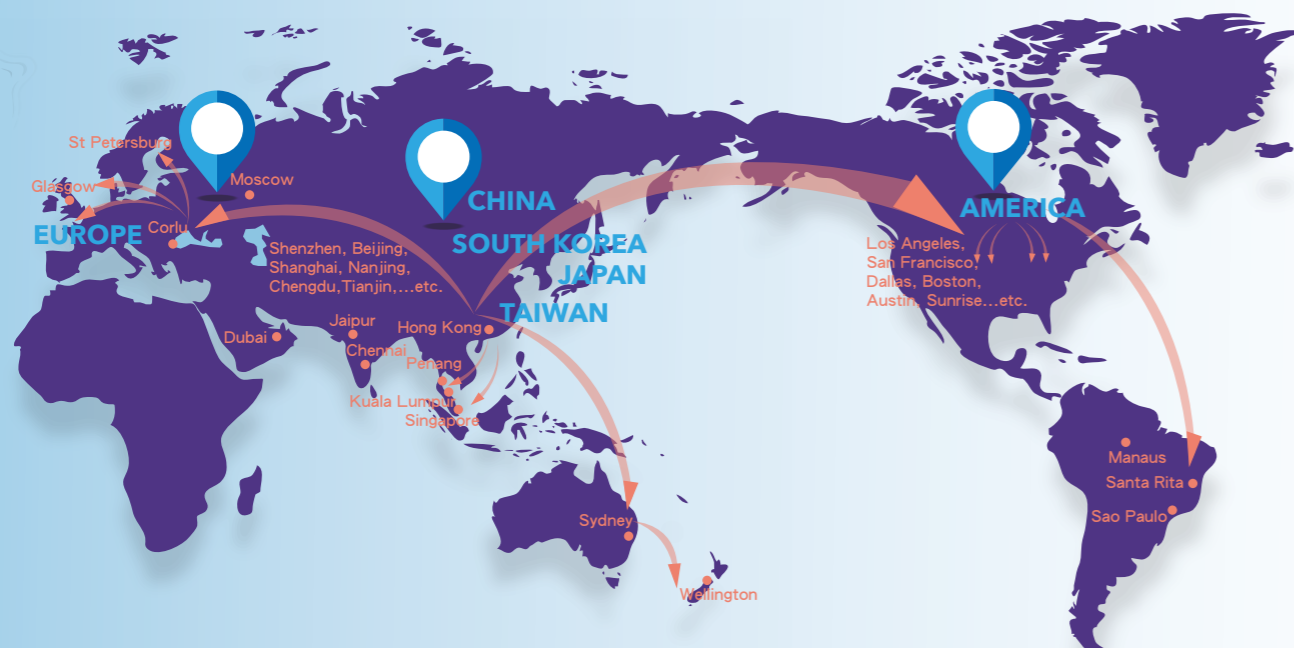 St Petersburg
Glasgow
Moscow
EUROPE
Corlu
CHINA
SOUTH KOREA
JAPAN
TAIWAN
Shenzhen, Beijing,
Shanghai, Nanjing,
Chengdu,Tianjin,...etc.
AMERICA
Los Angeles,
San Francisco,
Dallas, Boston,
Austin, Sunrise...etc.
Dubai
Jaipur
Hong Kong
Chennai
Penang
Kuala Lumpur
Singapore
Manaus
Santa Rita
Sao Paulo
Sydney
Wellington